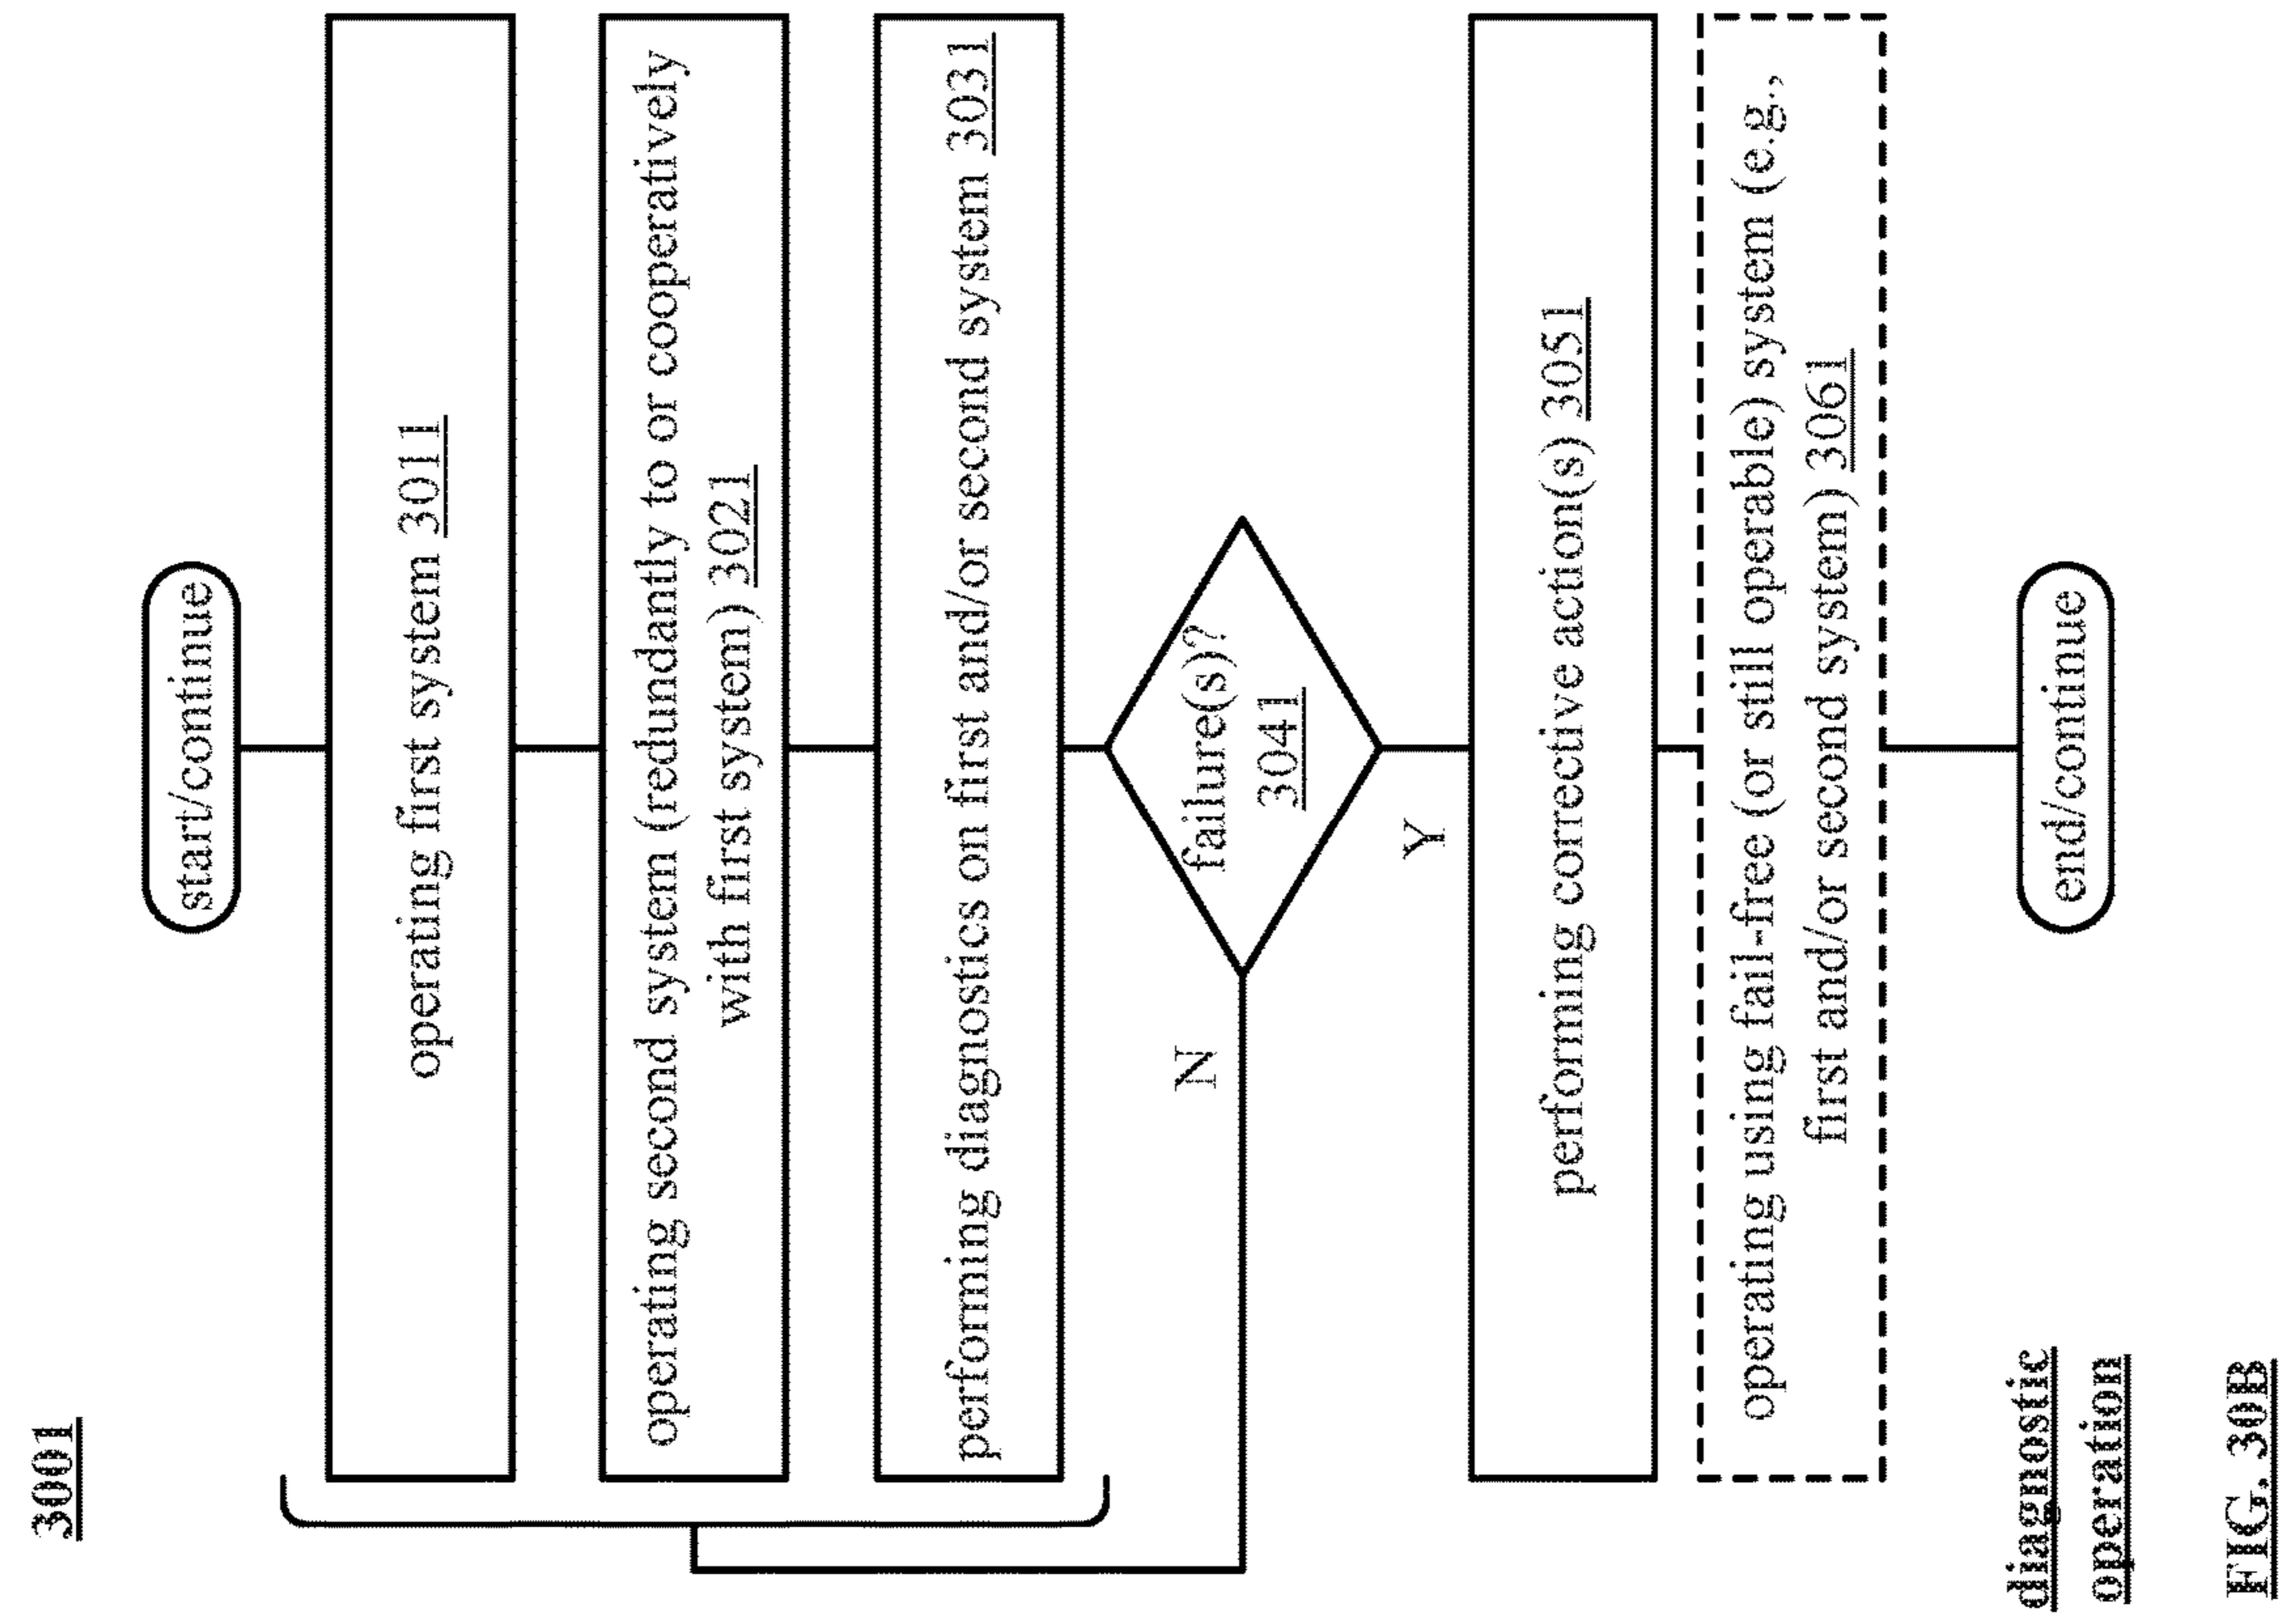 3001
start/continue
operating first system 3011
operating second system (redundantly to or cooperatively
with first system) 3021
performing diagnostics on first and/or second system 3031
failure(s)?
3041
N
Y
performing corrective action(s) 3051
operating using fail-free (or still operable) system (e.g.,
first and/or second system) 3061
end/continue
diagnostic
operation
FIG. 30B